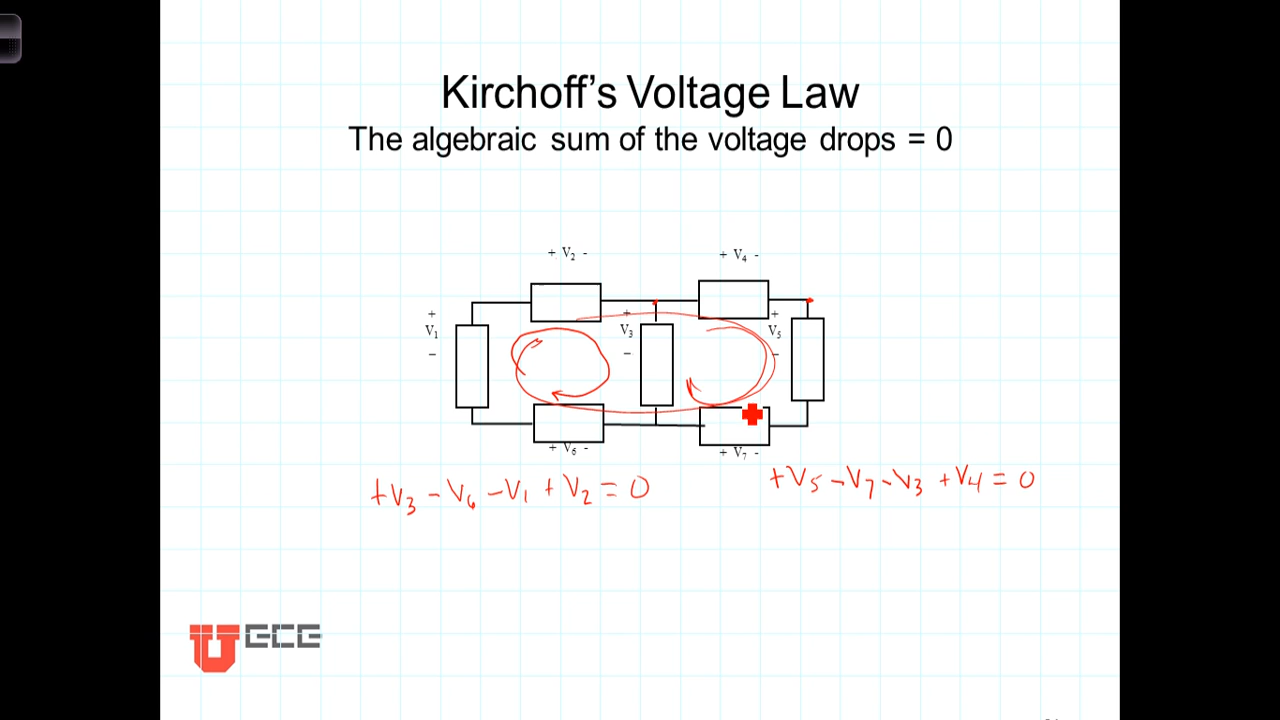 Kirchoff's Voltage Law
The algebraic sum of the voltage drops = 0
+ V2 -
+ V4 -
+
V1
-
+
V3
-
+
V5
-
+ V6 -
+ V7 -
+V3 - V6 - V1 + V2 = 0
+V5 - V7 - V3 + V4 = 0
U ECE